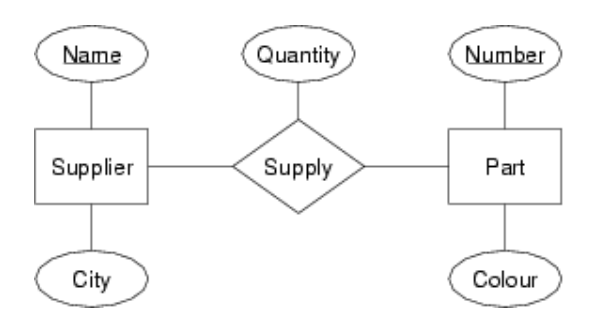 Name
Quantity
Number
Supplier
Supply
Part
City
Colour